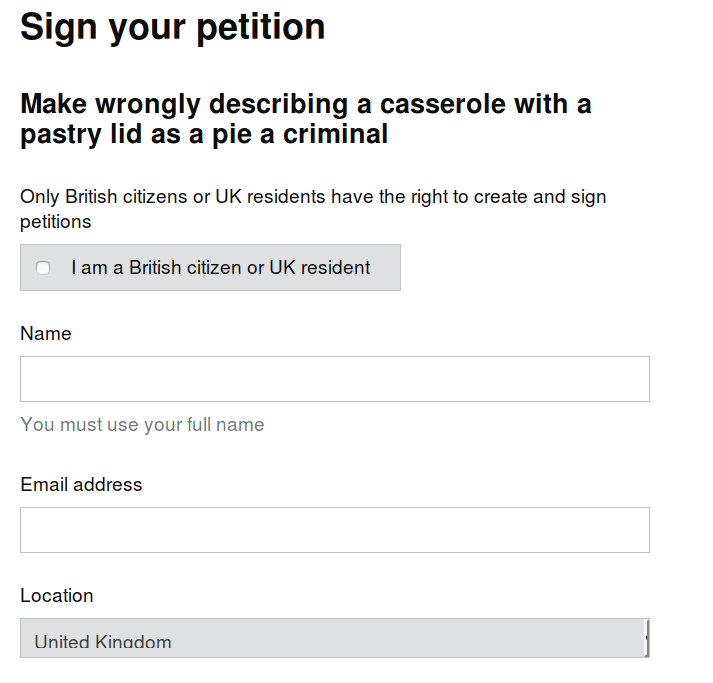 Sign your petition
Make wrongly describing a casserole with a
pastry lid as a pie a criminal
Only British citizens or UK residents have the right to create and sign
petitions
I am a British citizen or UK resident
Name
You must use your full name
Email address
Location
United Kingdom